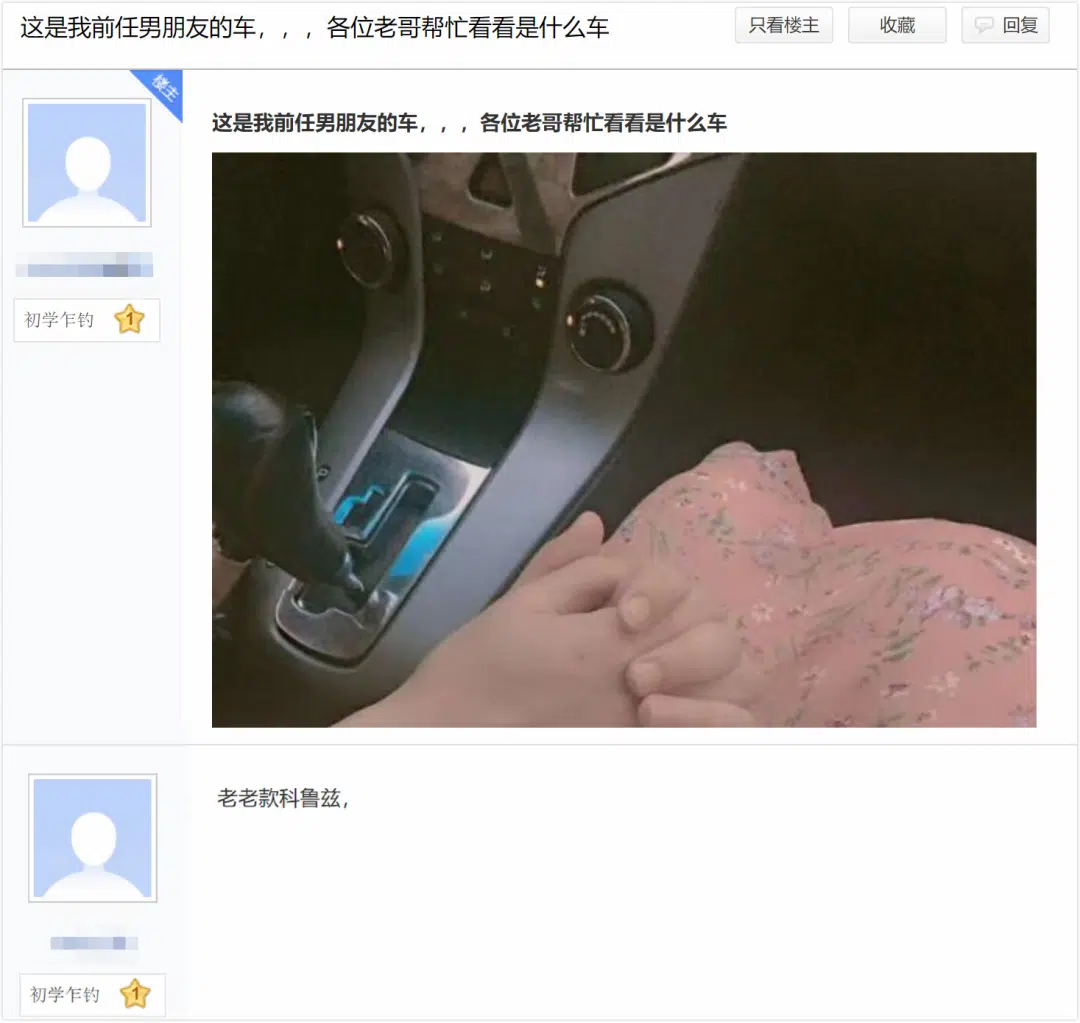 这是我前任男朋友的车，，，各位老哥帮忙看看是什么车
只看楼主
收藏
回复
楼主
这是我前任男朋友的车，，，各位老哥帮忙看看是什么车
初学乍钓
1
老老款科鲁兹，
初学乍钓
1